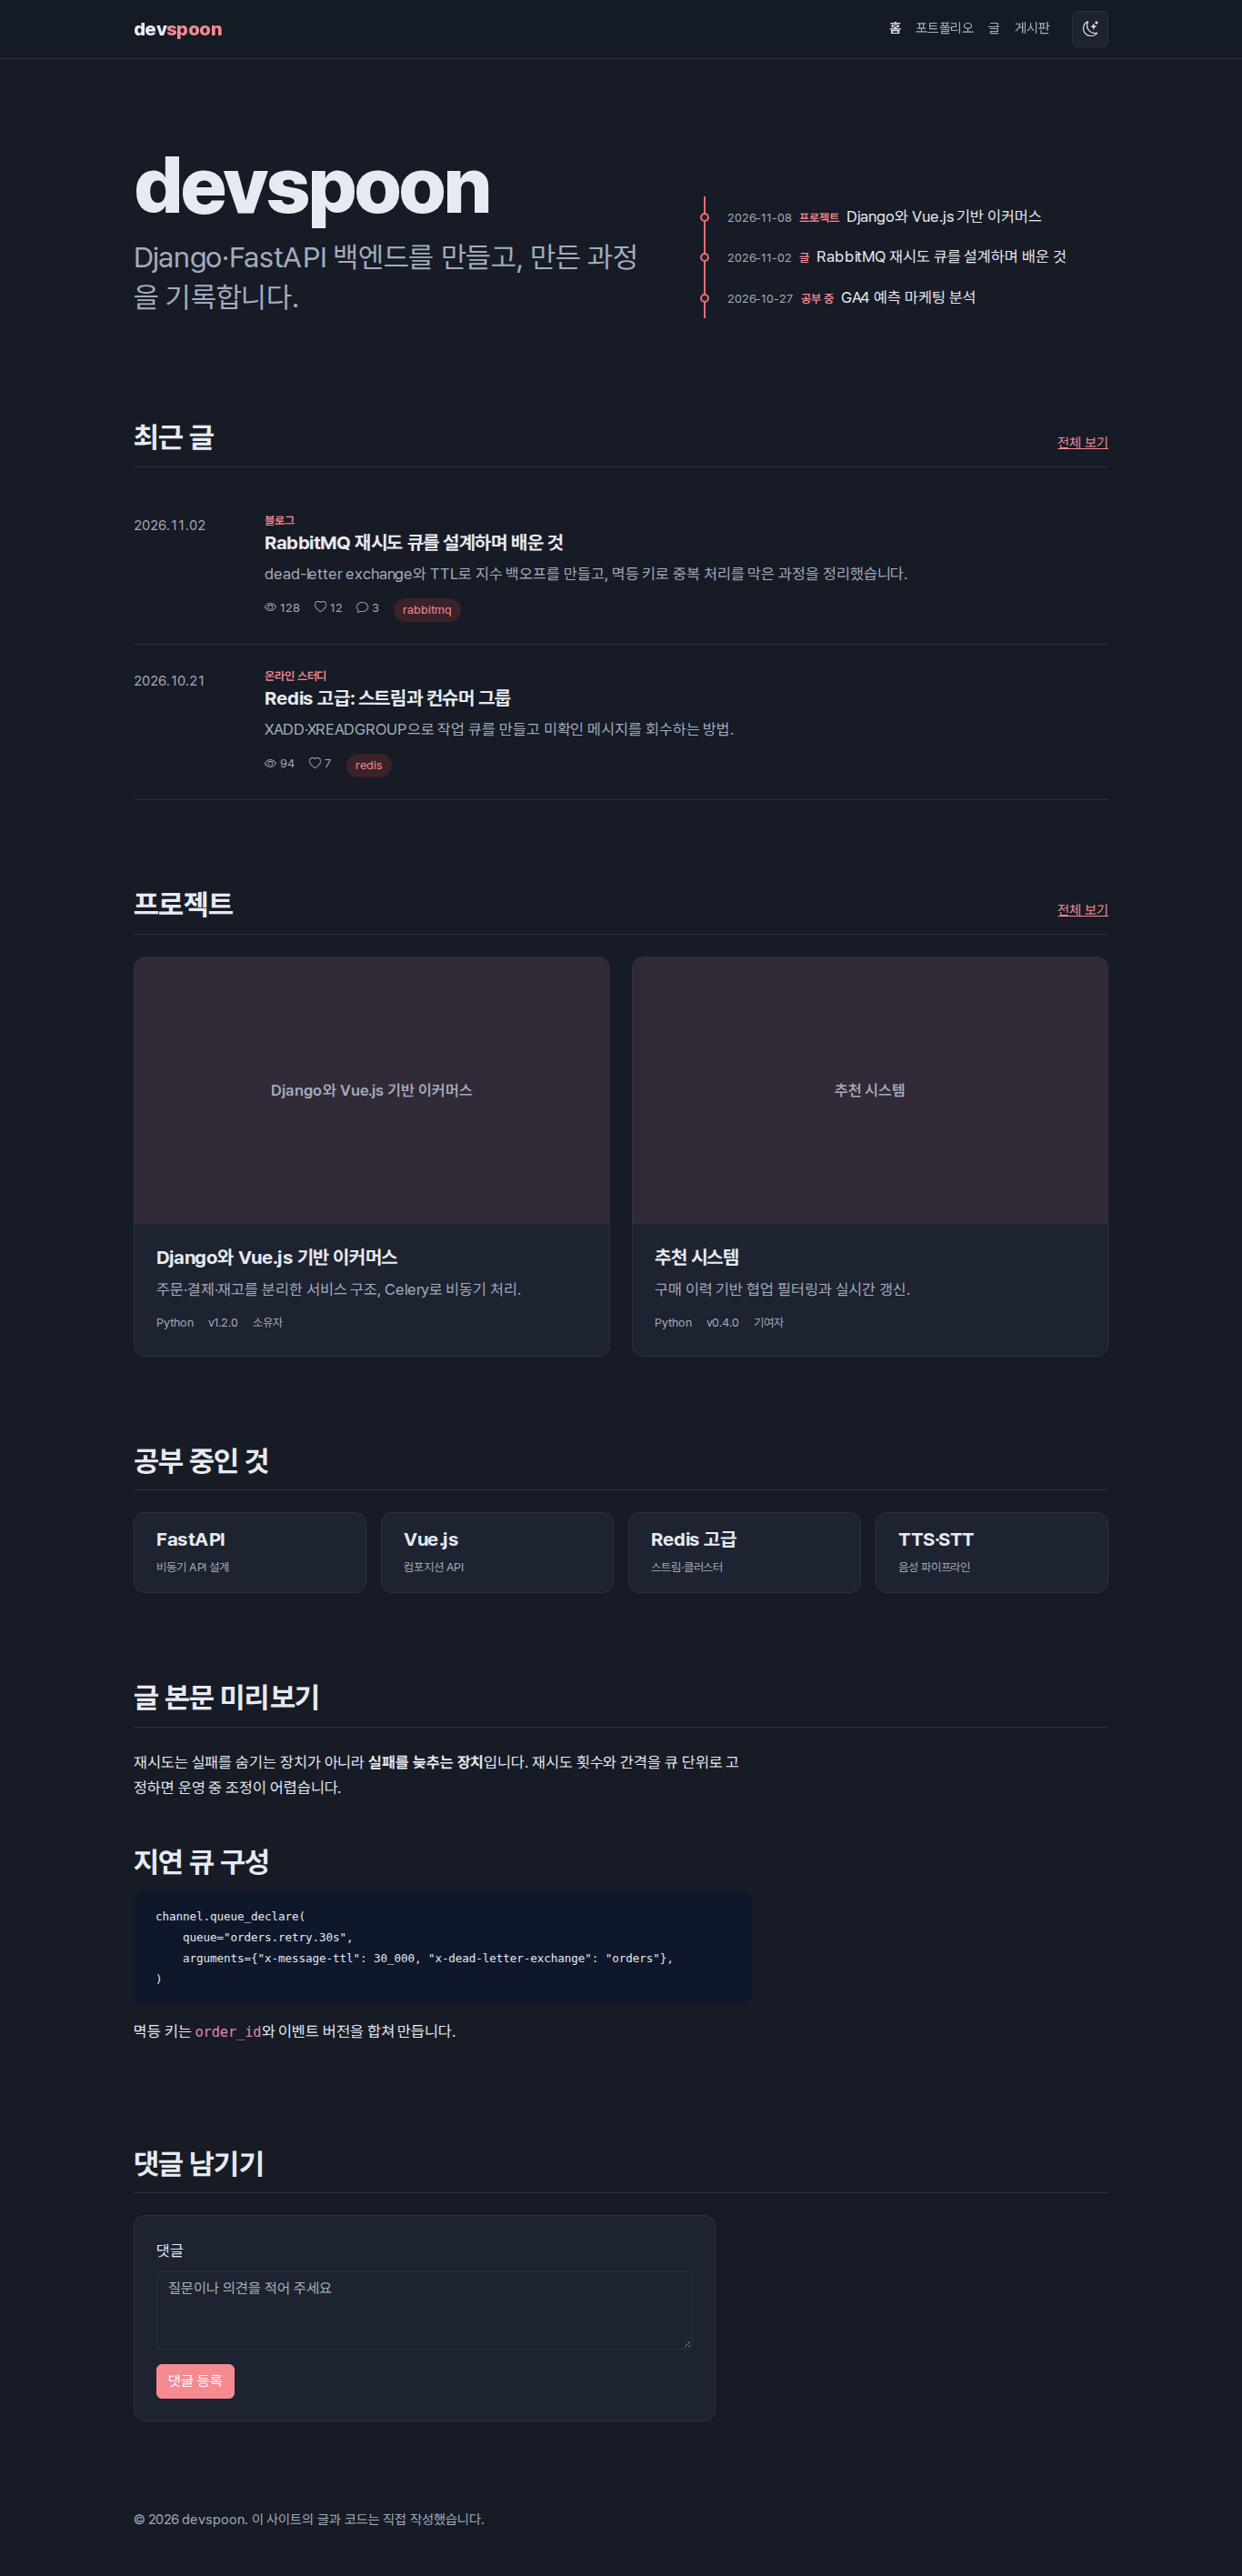 devspoon
홈 포트폴리오 글 게시판
devspoon
Django·FastAPI 백엔드를 만들고, 만든 과정
을 기록합니다.
2026-11-08 프로젝트 Django와 Vue.js 기반 이커머스
2026-11-02 글 RabbitMQ 재시도 큐를 설계하며 배운 것
2026-10-27 공부 중 GA4 예측 마케팅 분석
최근 글
전체 보기
2026.11.02
블로그
RabbitMQ 재시도 큐를 설계하며 배운 것
dead-letter exchange와 TTL로 지수 백오프를 만들고, 멱등 키로 중복 처리를 막은 과정을 정리했습니다.
128 12 3 rabbitmq
2026.10.21
온라인 스터디
Redis 고급: 스트림과 컨슈머 그룹
XADD·XREADGROUP으로 작업 큐를 만들고 미확인 메시지를 회수하는 방법.
94 7 redis
프로젝트
전체 보기
Django와 Vue.js 기반 이커머스
Django와 Vue.js 기반 이커머스
주문·결제·재고를 분리한 서비스 구조, Celery로 비동기 처리.
Python v1.2.0 소유자
추천 시스템
추천 시스템
구매 이력 기반 협업 필터링과 실시간 갱신.
Python v0.4.0 기여자
공부 중인 것
FastAPI
비동기 API 설계
Vue.js
컴포지션 API
Redis 고급
스트림·클러스터
TTS·STT
음성 파이프라인
글 본문 미리보기
재시도는 실패를 숨기는 장치가 아니라 실패를 늦추는 장치입니다. 재시도 횟수와 간격을 큐 단위로 고
정하면 운영 중 조정이 어렵습니다.
지연 큐 구성
channel.queue_declare(
    queue="orders.retry.30s",
    arguments={"x-message-ttl": 30_000, "x-dead-letter-exchange": "orders"},
)
멱등 키는 order_id와 이벤트 버전을 합쳐 만듭니다.
댓글 남기기
댓글
질문이나 의견을 적어 주세요
댓글 등록
© 2026 devspoon. 이 사이트의 글과 코드는 직접 작성했습니다.